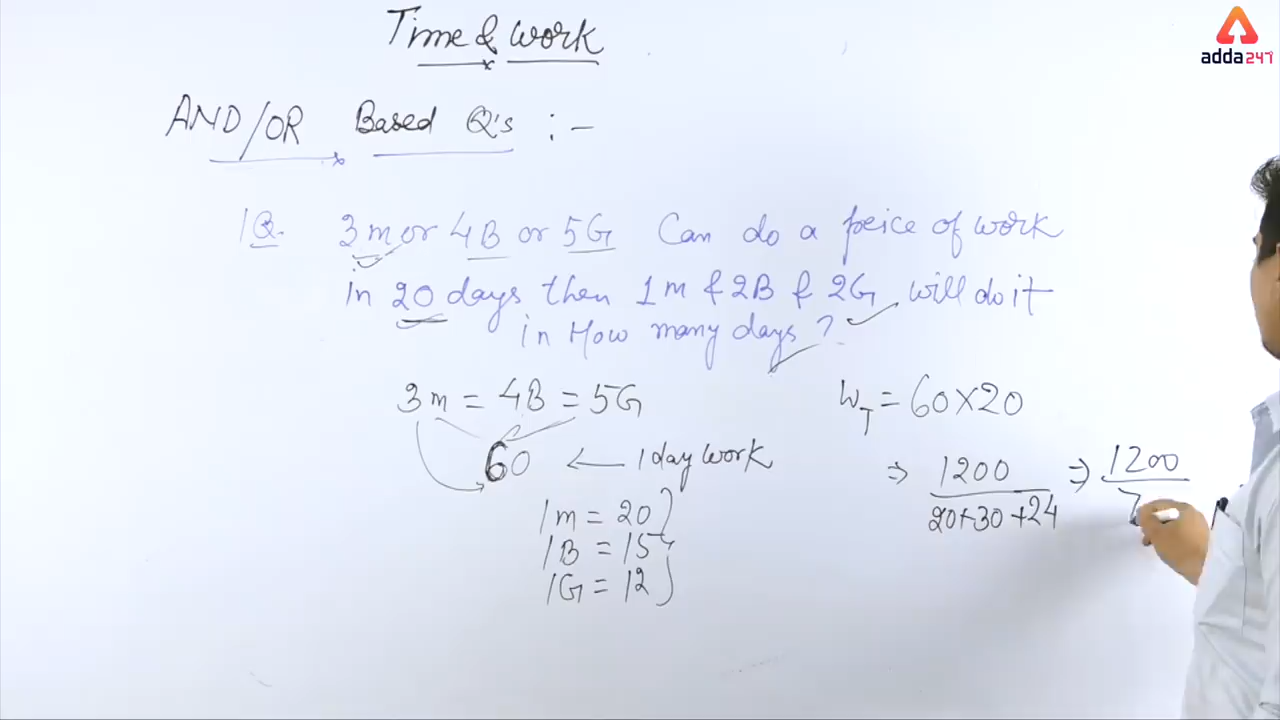 Time & work
adda247
AND/OR Based Q's :-
1Q. 3m or 4B or 5G Can do a peice of work
in 20 days then 1m & 2B & 2G will do it
in How many days ?
3m = 4B = 5G
60 ← 1 day work
1m = 20
1B = 15
1G = 12
WT = 60×20
⇒ 1200 ⇒ 1200
20+30+24 7